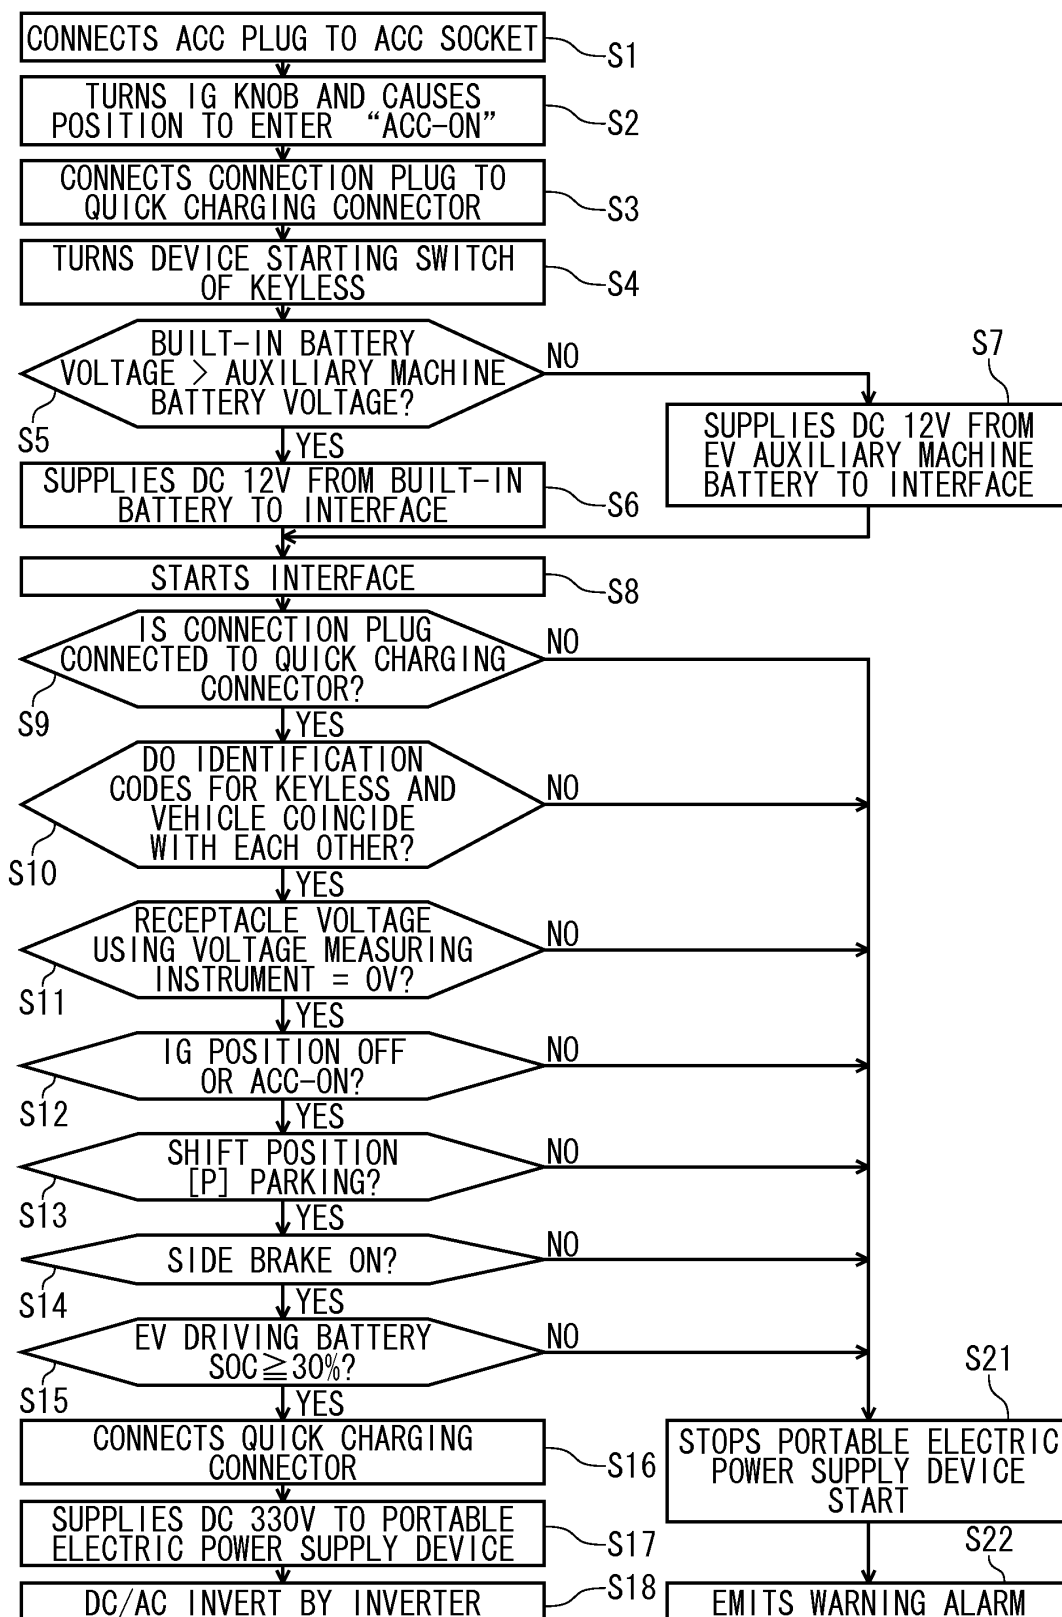 CONNECTS ACC PLUG TO ACC SOCKET
S1
TURNS IG KNOB AND CAUSES
POSITION TO ENTER “ACC-ON”
S2
CONNECTS CONNECTION PLUG TO
QUICK CHARGING CONNECTOR
S3
TURNS DEVICE STARTING SWITCH
OF KEYLESS
S4
BUILT-IN BATTERY
VOLTAGE > AUXILIARY MACHINE
BATTERY VOLTAGE?
S5
NO
YES
S7
SUPPLIES DC 12V FROM
EV AUXILIARY MACHINE
BATTERY TO INTERFACE
SUPPLIES DC 12V FROM BUILT-IN
BATTERY TO INTERFACE
S6
STARTS INTERFACE
S8
IS CONNECTION PLUG
CONNECTED TO QUICK CHARGING
CONNECTOR?
S9
NO
YES
DO IDENTIFICATION
CODES FOR KEYLESS AND
VEHICLE COINCIDE
WITH EACH OTHER?
S10
NO
YES
RECEPTACLE VOLTAGE
USING VOLTAGE MEASURING
INSTRUMENT = 0V?
S11
NO
YES
IG POSITION OFF
OR ACC-ON?
S12
NO
YES
SHIFT POSITION
[P] PARKING?
S13
NO
YES
SIDE BRAKE ON?
S14
NO
YES
EV DRIVING BATTERY
SOC≧30%?
S15
NO
YES
CONNECTS QUICK CHARGING
CONNECTOR
S16
SUPPLIES DC 330V TO PORTABLE
ELECTRIC POWER SUPPLY DEVICE
S17
DC/AC INVERT BY INVERTER
S18
S21
STOPS PORTABLE ELECTRIC
POWER SUPPLY DEVICE
START
S22
EMITS WARNING ALARM